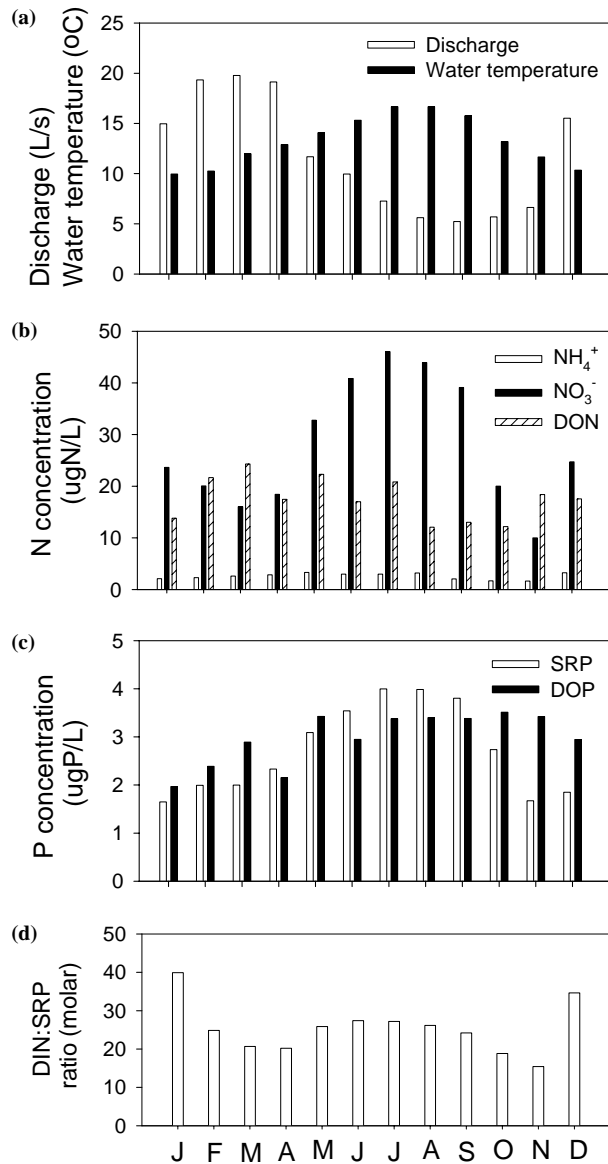 (a)
Discharge (L/s)
Water temperature (oC)
25
20
15
10
5
0
Discharge
Water temperature
(b)
N concentration
(ugN/L)
50
40
30
20
10
0
NH4+
NO3-
DON
(c)
P concentration
(ugP/L)
5
4
3
2
1
0
SRP
DOP
(d)
DIN:SRP
ratio (molar)
50
40
30
20
10
0
J F M A M J J A S O N D